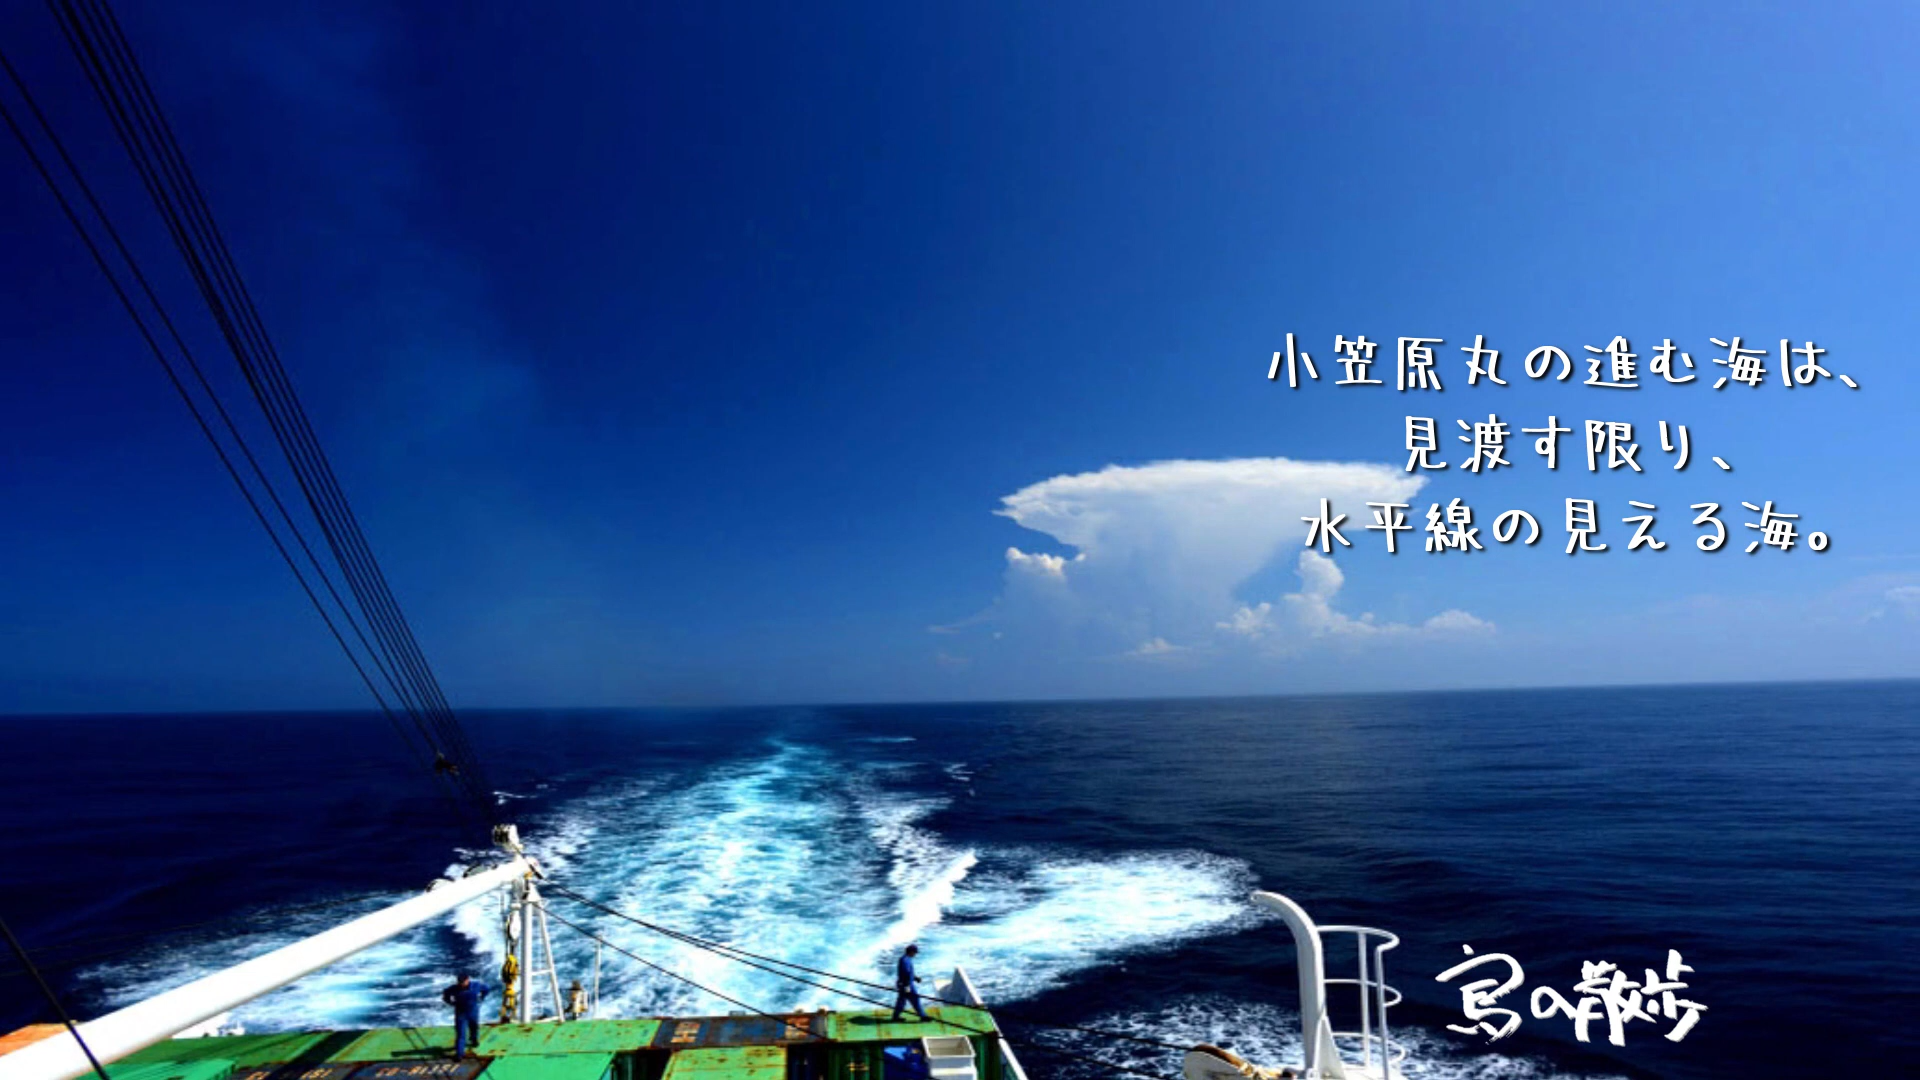 小笠原丸の進む海は、
見渡す限り、
水平線の見える海。
鳥の散歩